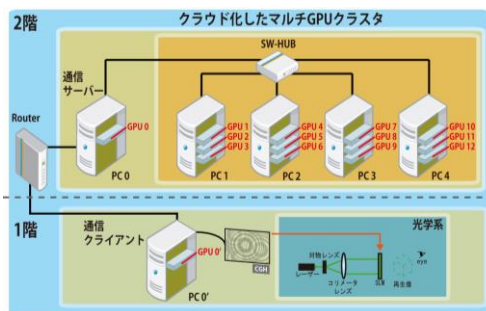 2階
クラウド化したマルチGPUクラスタ
SW-HUB
通信
サーバー
Router
GPU 0
GPU 1
GPU 2
GPU 3
GPU 4
GPU 5
GPU 6
GPU 7
GPU 8
GPU 9
GPU 10
GPU 11
GPU 12
PC 0
PC 1
PC 2
PC 3
PC 4
1階
通信
クライアント
GPU 0'
PC 0'
CGH
光学系
対物レンズ
レーザー
コリメータ
レンズ
SLM
再生像
eye